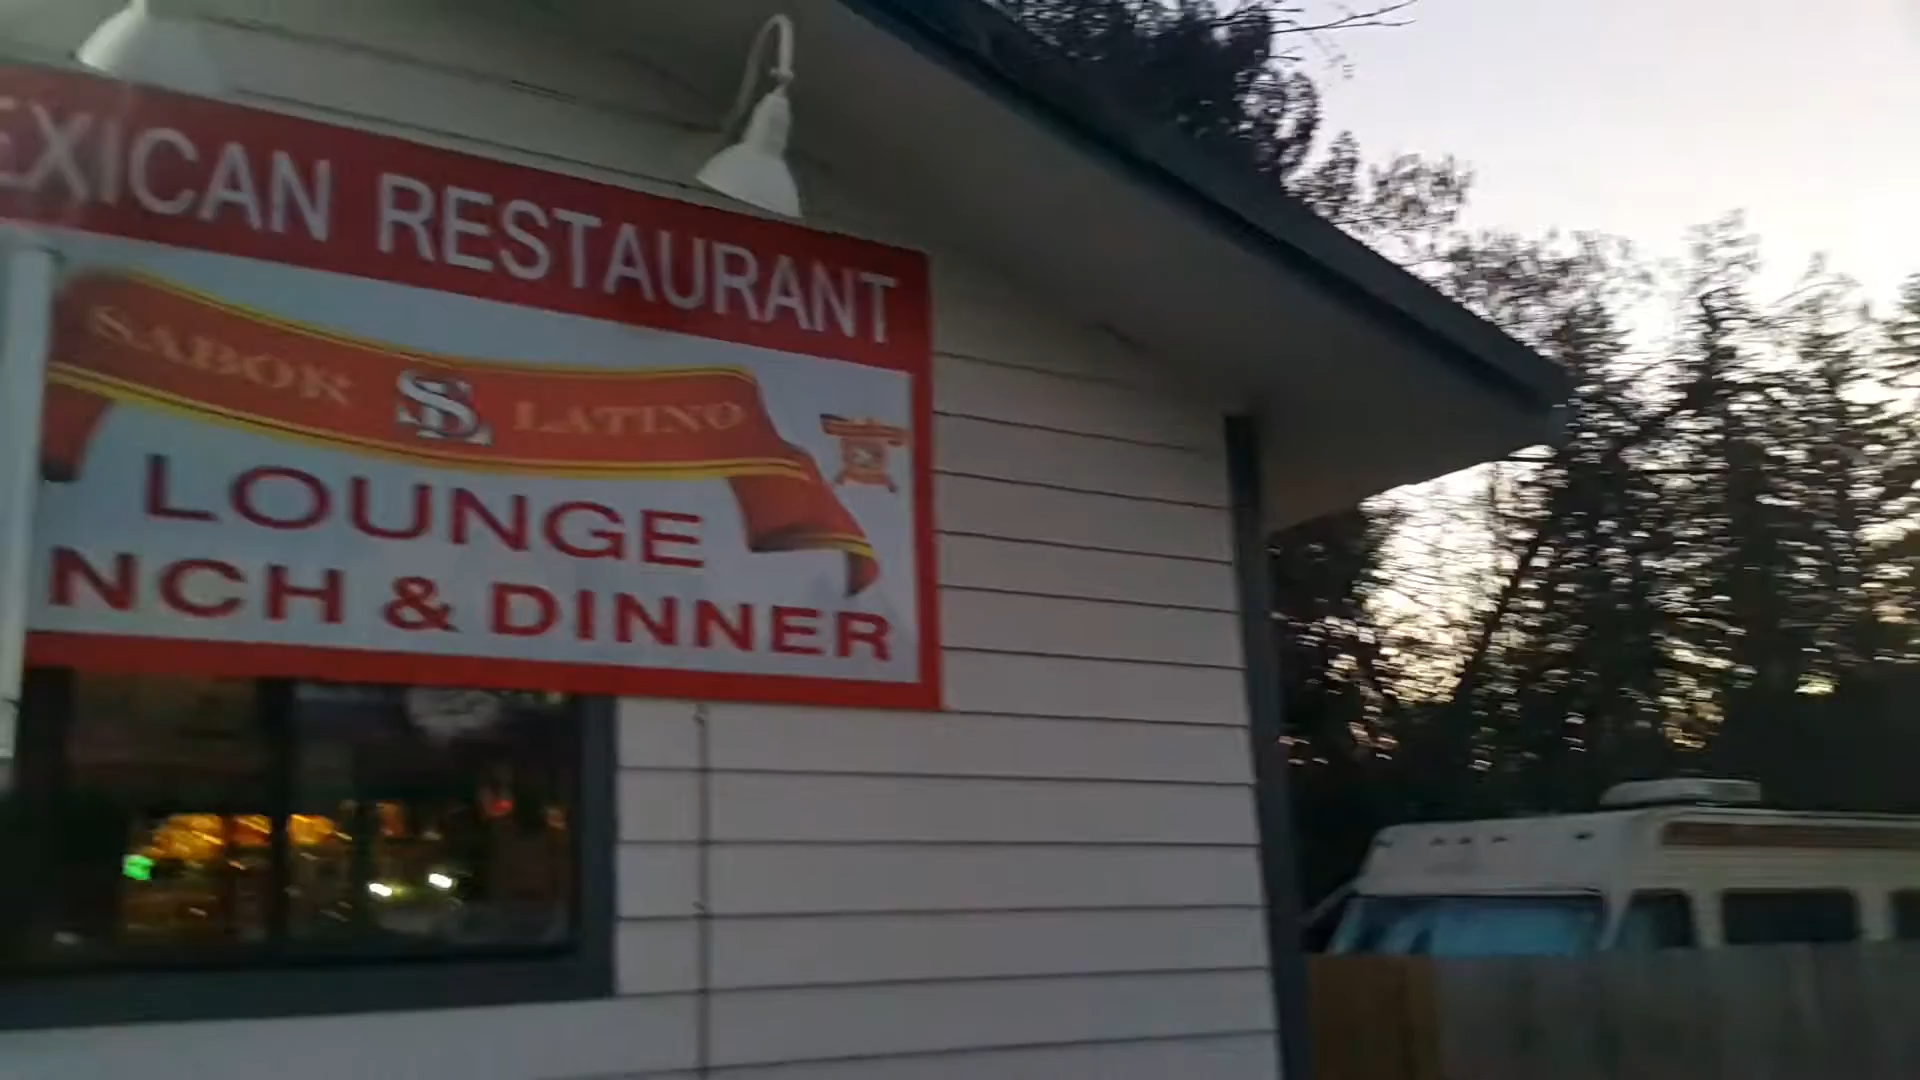 EXICAN RESTAURANT
SABOR SL LATINO
LOUNGE
NCH & DINNER